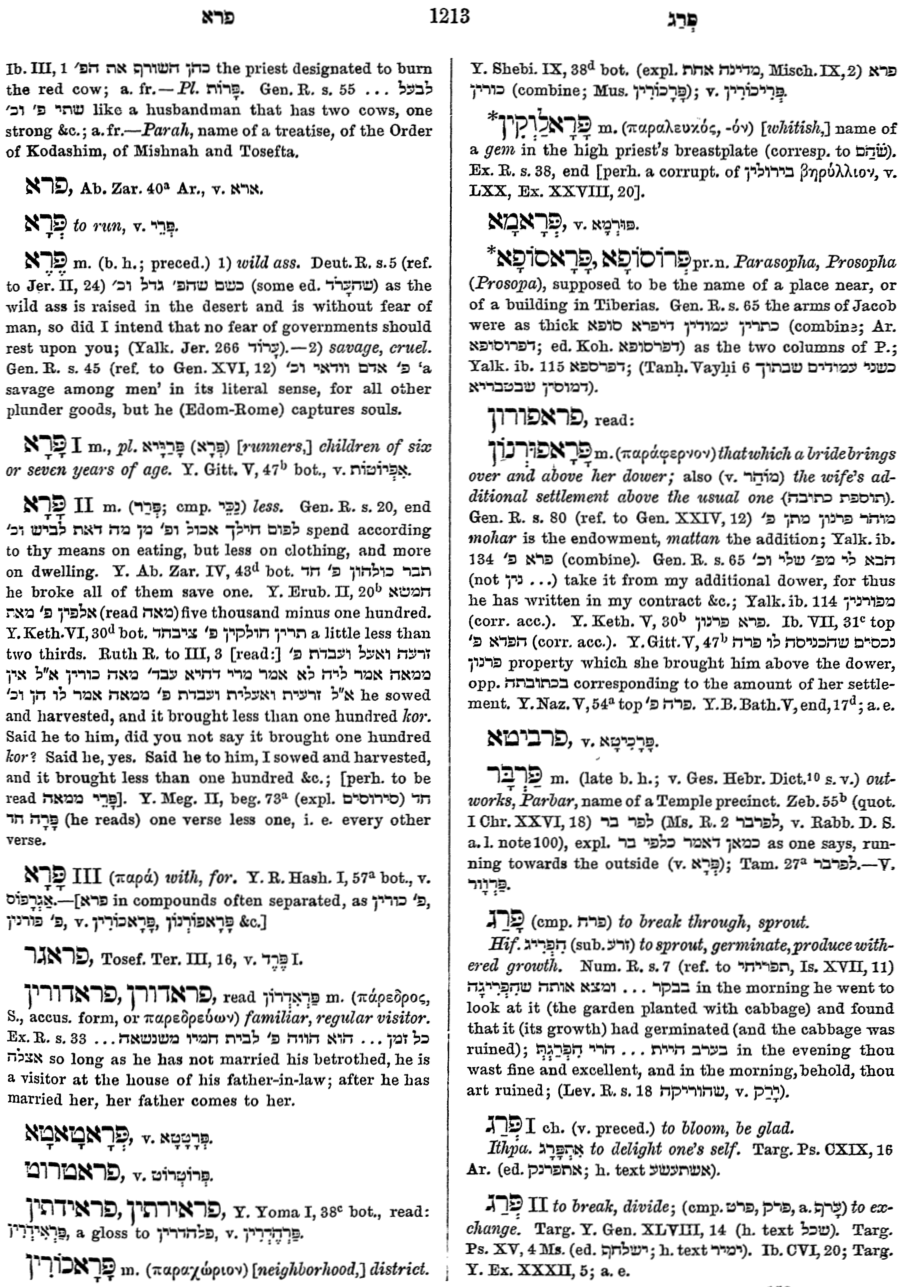 פרא 1213 פְּרַג
Ib. III, 1 כהן השורף את הפ׳ the priest designated to burn
the red cow; a. fr.—Pl. פָּרוֹת. Gen. R. s. 55 ... לבעל
שתי פ׳ וכ׳ like a husbandman that has two cows, one
strong &c.; a. fr.—Parah, name of a treatise, of the Order
of Kodashim, of Mishnah and Tosefta.
פרא, Ab. Zar. 40ᵃ Ar., v. ארא.
פְּרָא to run, v. פְּרֵי.
פֶּרֶא m. (b. h.; preced.) 1) wild ass. Deut. R. s. 5 (ref.
to Jer. II, 24) כשם שהפ׳ גדל וכ׳ (some ed. שהעָרוֹד) as the
wild ass is raised in the desert and is without fear of
man, so did I intend that no fear of governments should
rest upon you; (Yalk. Jer. 266 עָרוֹד).—2) savage, cruel.
Gen. R. s. 45 (ref. to Gen. XVI, 12) פ׳ אדם וודאי וכ׳ ‘a
savage among men’ in its literal sense, for all other
plunder goods, but he (Edom-Rome) captures souls.
פָּרָא I m., pl. פָּרַוָּיא (פָּרָא) [runners,] children of six
or seven years of age. Y. Gitt. V, 47ᵇ bot., v. אַפִּיּוֹטוֹת.
פָּרָא II m. (פְּרַד; cmp. נַכֵּי) less. Gen. R. s. 20, end
לפום חילך אכול ופ׳ מן מה דאת לביש וכ׳ spend according
to thy means on eating, but less on clothing, and more
on dwelling. Y. Ab. Zar. IV, 43ᵈ bot. תבר כולהון פ׳ חד
he broke all of them save one. Y. Erub. II, 20ᵇ חמשא
אלפין פ׳ מאת (read מאה) five thousand minus one hundred.
Y. Keth. VI, 30ᵈ bot. תרין חולקין פ׳ ציבחד a little less than
two thirds. Ruth R. to III, 3 [read:] זרעה ואעל ועבדת פ׳
ממאה אמר ליה לא אמר מרי דהיא עבד׳ מאה כורין א״ל אין
א״ל זרעית ואעלית ועבדת פ׳ ממאה אמר לו הן וכ׳ he sowed
and harvested, and it brought less than one hundred kor.
Said he to him, did you not say it brought one hundred
kor? Said he, yes. Said he to him, I sowed and harvested,
and it brought less than one hundred &c.; [perh. to be
read פָּרֵי ממאה]. Y. Meg. II, beg. 73ᵃ (expl. סירוסים) חד
פָּרָה חד (he reads) one verse less one, i. e. every other
verse.
פָּרָא III (παρά) with, for. Y. R. Hash. I, 57ᵃ bot., v.
אַגְרָפּוֹס.—[פרא in compounds often separated, as פ׳ כורין,
פ׳ פורנין, v. פָּרָאכוֹרִין, פָּרָאפוּרְנוֹן &c.]
פראגר, Tosef. Ter. III, 16, v. פֶּרֶד I.
פראדורן, פראדורין, read פָּרְאֶדְרוֹן m. (πάρεδρος,
S., accus. form, or παρεδρεύων) familiar, regular visitor.
Ex. R. s. 33 כל זמן ... הוא הווה פ׳ לבית חמיו משנשאה ...
אצלה so long as he has not married his betrothed, he is
a visitor at the house of his father-in-law; after he has
married her, her father comes to her.
פְּרָאטָאטָא, v. פְּרָטָטָא.
פראטרוט, v. פְּרוֹטְרוֹט.
פראירתין, פראידתין, Y. Yoma I, 38ᶜ bot., read:
פְּרָאִידְרִין, a gloss to פלהדרין, v. פַּרְהֶדְרִין.
פָּרָאכוֹרִין m. (παραχώριον) [neighborhood,] district.
Y. Shebi. IX, 38ᵈ bot. (expl. מדינה אחת, Misch. IX, 2) פרא
כורין (combine; Mus. פָּרָכוֹרִין); v. פְּרִיכוֹרִין.
*פָּרָאלַוְקִין m. (παραλευκός, -όν) [whitish,] name of
a gem in the high priest's breastplate (corresp. to שֹׁהַם).
Ex. R. s. 38, end [perh. a corrupt. of בירולין βηρύλλιον, v.
LXX, Ex. XXVIII, 20].
פְּרָאמָא, v. פּוּרְמָא.
*פָּרָאסוֹפָא, פְּרוֹסוֹפָא pr. n. Parasopha, Prosopha
(Prosopa), supposed to be the name of a place near, or
of a building in Tiberias. Gen. R. s. 65 the arms of Jacob
were as thick כתרין עמודין דיפרא סופא (combine; Ar.
דפרוסופא; ed. Koh. דפרסופא) as the two columns of P.;
Yalk. ib. 115 דפרספא; (Tanḥ. Vayḥi 6 כשני עמודים שבתוך
דמוסין שבטבריא).
פראפורון, read:
פָּרָאפוּרְנוֹן m. (παράφερνον) that which a bride brings
over and above her dower; also (v. מוֹהַר) the wife's ad-
ditional settlement above the usual one (תוספת כתובה).
Gen. R. s. 80 (ref. to Gen. XXIV, 12) מוהר פרנון מתן פ׳
mohar is the endowment, mattan the addition; Yalk. ib.
134 פרא פ׳ (combine). Gen. R. s. 65 הבא לי מפ׳ שלי וכ׳
(not ... נין) take it from my additional dower, for thus
he has written in my contract &c.; Yalk. ib. 114 מפורנין
(corr. acc.). Y. Keth. V, 30ᵇ פרא פרנון. Ib. VII, 31ᶜ top
הפדא פ׳ (corr. acc.). Y. Gitt. V, 47ᵇ נכסים שהכניסה לו פרה
פרנון property which she brought him above the dower,
opp. בכתובתה corresponding to the amount of her settle-
ment. Y. Naz. V, 54ᵃ top פרה פ׳. Y. B. Bath. V, end, 17ᵈ; a. e.
פרביטא, v. פָּרָכִיטָא.
פַּרְבָּר m. (late b. h.; v. Ges. Hebr. Dict.¹⁰ s. v.) out-
works, Parbar, name of a Temple precinct. Zeb. 55ᵇ (quot.
I Chr. XXVI, 18) לפר בר (Ms. R. 2 לפרבר, v. Rabb. D. S.
a. l. note 100), expl. כמאן דאמר כלפי בר as one says, run-
ning towards the outside (v. פְּרָא); Tam. 27ᵃ לפרבר.—V.
פַּרְוָור.
פָּרַג (cmp. פרח) to break through, sprout.
Hif. הִפְרִיג (sub. זרע) to sprout, germinate, produce with-
ered growth. Num. R. s. 7 (ref. to תפריחי, Is. XVII, 11)
בבקר ... ומצא אותה שהִפְרִיגָה in the morning he went to
look at it (the garden planted with cabbage) and found
that it (its growth) had germinated (and the cabbage was
ruined); בערב היית ... הרי הִפְרַגְתְּ in the evening thou
wast fine and excellent, and in the morning, behold, thou
art ruined; (Lev. R. s. 18 שהוריקה, v. יָרַק).
פְּרַג I ch. (v. preced.) to bloom, be glad.
Ithpa. אִתְפָּרַג to delight one's self. Targ. Ps. CXIX, 16
Ar. (ed. אתפרנק; h. text אשתעשע).
פְּרַג II to break, divide; (cmp. פרט, פרק, a. עֲרַף) to ex-
change. Targ. Y. Gen. XLVIII, 14 (h. text שכל). Targ.
Ps. XV, 4 Ms. (ed. ישלחף; h. text ימיר). Ib. CVI, 20; Targ.
Y. Ex. XXXII, 5; a. e.